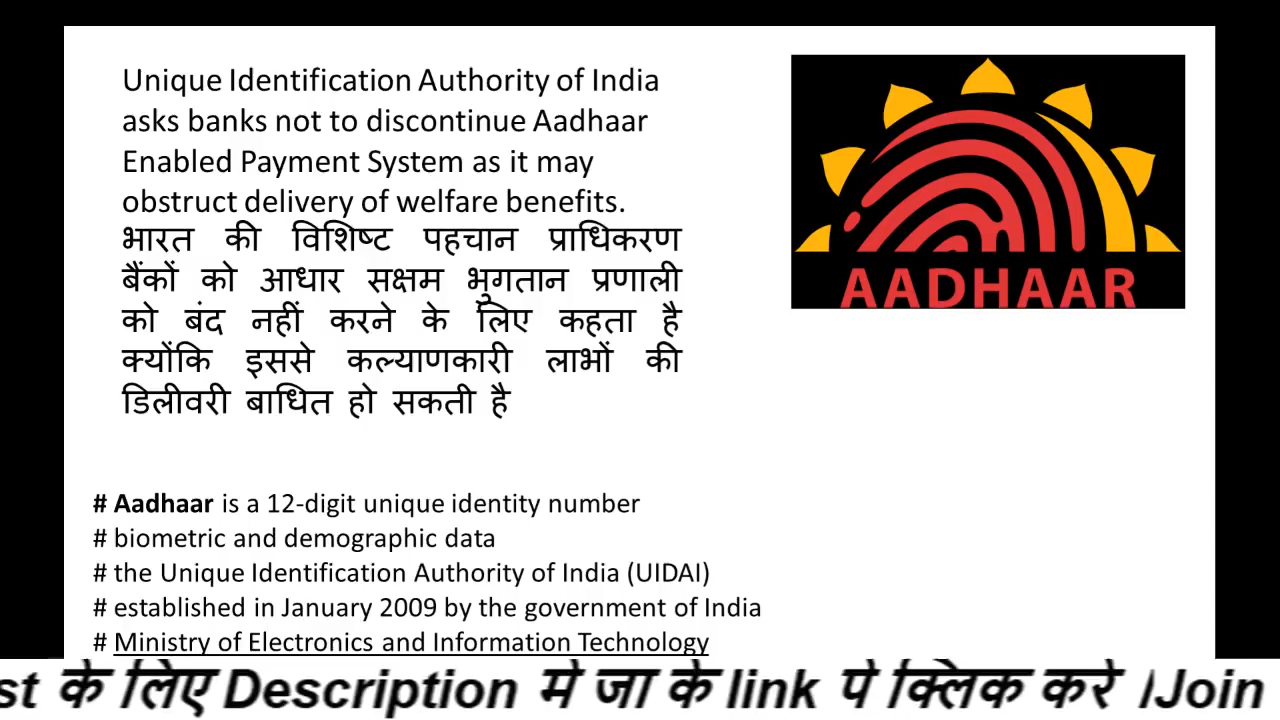 Unique Identification Authority of India
asks banks not to discontinue Aadhaar
Enabled Payment System as it may
obstruct delivery of welfare benefits.
भारत की विशिष्ट पहचान प्राधिकरण
बैंकों को आधार सक्षम भुगतान प्रणाली
को बंद नहीं करने के लिए कहता है
क्योंकि इससे कल्याणकारी लाभों की
डिलीवरी बाधित हो सकती है
AADHAAR
# Aadhaar is a 12-digit unique identity number
# biometric and demographic data
# the Unique Identification Authority of India (UIDAI)
# established in January 2009 by the government of India
# Ministry of Electronics and Information Technology
st के लिए Description मे जा के link पे क्लिक करे ।Join